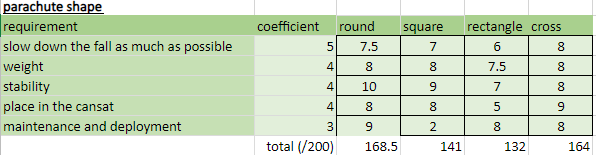 parachute shape
requirement coefficient round square rectangle cross
slow down the fall as much as possible 5 7.5 7 6 8
weight 4 8 8 7.5 8
stability 4 10 9 7 8
place in the cansat 4 8 8 5 9
maintenance and deployment 3 9 2 8 8
total (/200) 168.5 141 132 164